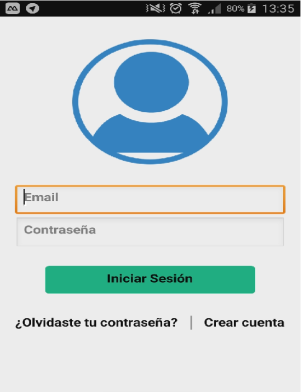 80% 13:35
Email
Contraseña
Iniciar Sesión
¿Olvidaste tu contraseña? | Crear cuenta